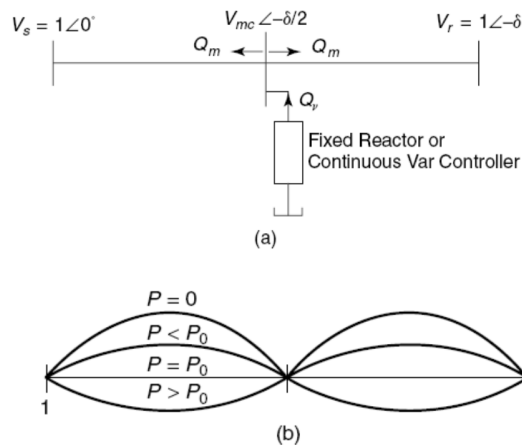 V_s = 1∠0°
V_mc ∠–δ/2
V_r = 1∠–δ
Q_m
Q_m
Q_v
Fixed Reactor or
Continuous Var Controller
(a)
P = 0
P < P_0
P = P_0
P > P_0
1
(b)